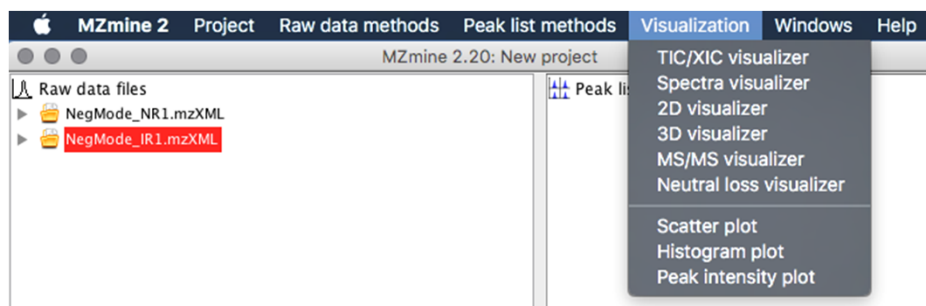 MZmine 2 Project Raw data methods Peak list methods Visualization Windows Help
MZmine 2.20: New project
Raw data files
NegMode_NR1.mzXML
NegMode_IR1.mzXML
Peak
TIC/XIC visualizer
Spectra visualizer
2D visualizer
3D visualizer
MS/MS visualizer
Neutral loss visualizer
Scatter plot
Histogram plot
Peak intensity plot